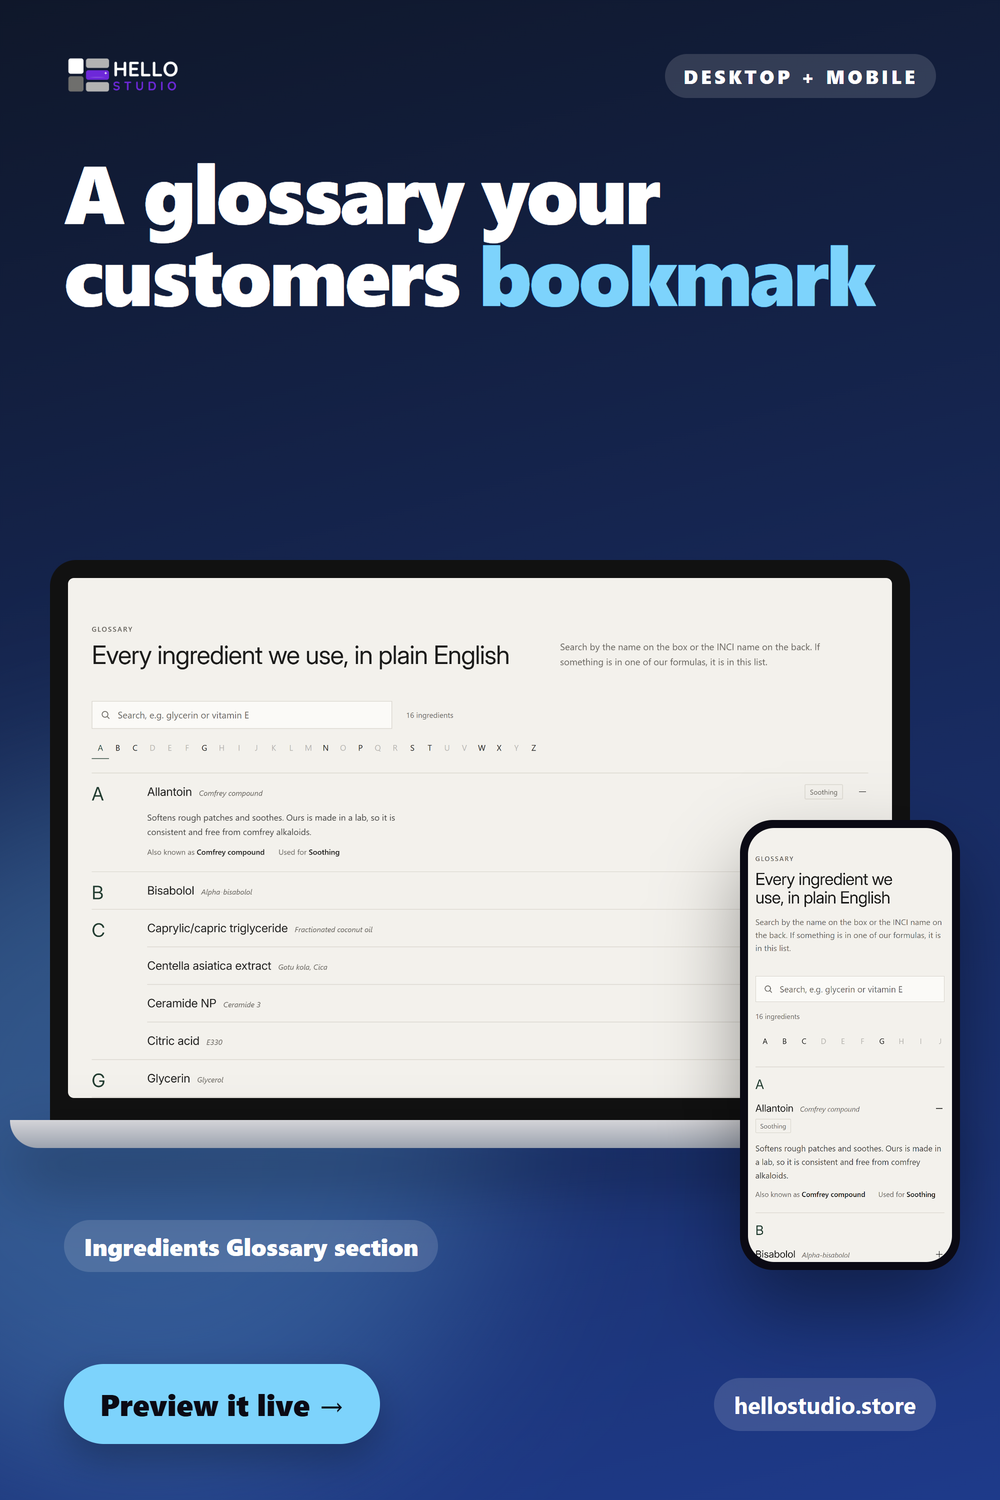 HELLO
STUDIO
DESKTOP + MOBILE
A glossary your
customers bookmark
GLOSSARY
Every ingredient we use, in plain English
Search by the name on the box or the INCI name on the back. If
something is in one of our formulas, it is in this list.
Search, e.g. glycerin or vitamin E
16 ingredients
A B C D E F G H I J K L M N O P Q R S T U V W X Y Z
A
Allantoin Comfrey compound
Soothing
Softens rough patches and soothes. Ours is made in a lab, so it is
consistent and free from comfrey alkaloids.
Also known as Comfrey compound Used for Soothing
B
Bisabolol Alpha-bisabolol
C
Caprylic/capric triglyceride Fractionated coconut oil
Centella asiatica extract Gotu kola, Cica
Ceramide NP Ceramide 3
Citric acid E330
G
Glycerin Glycerol
GLOSSARY
Every ingredient we
use, in plain English
Search by the name on the box or the INCI name on
the back. If something is in one of our formulas, it is
in this list.
Search, e.g. glycerin or vitamin E
16 ingredients
A B C D E F G H I J
A
Allantoin Comfrey compound
Soothing
Softens rough patches and soothes. Ours is made in
a lab, so it is consistent and free from comfrey
alkaloids.
Also known as Comfrey compound Used for Soothing
B
Bisabolol Alpha-bisabolol
Ingredients Glossary section
Preview it live →
hellostudio.store